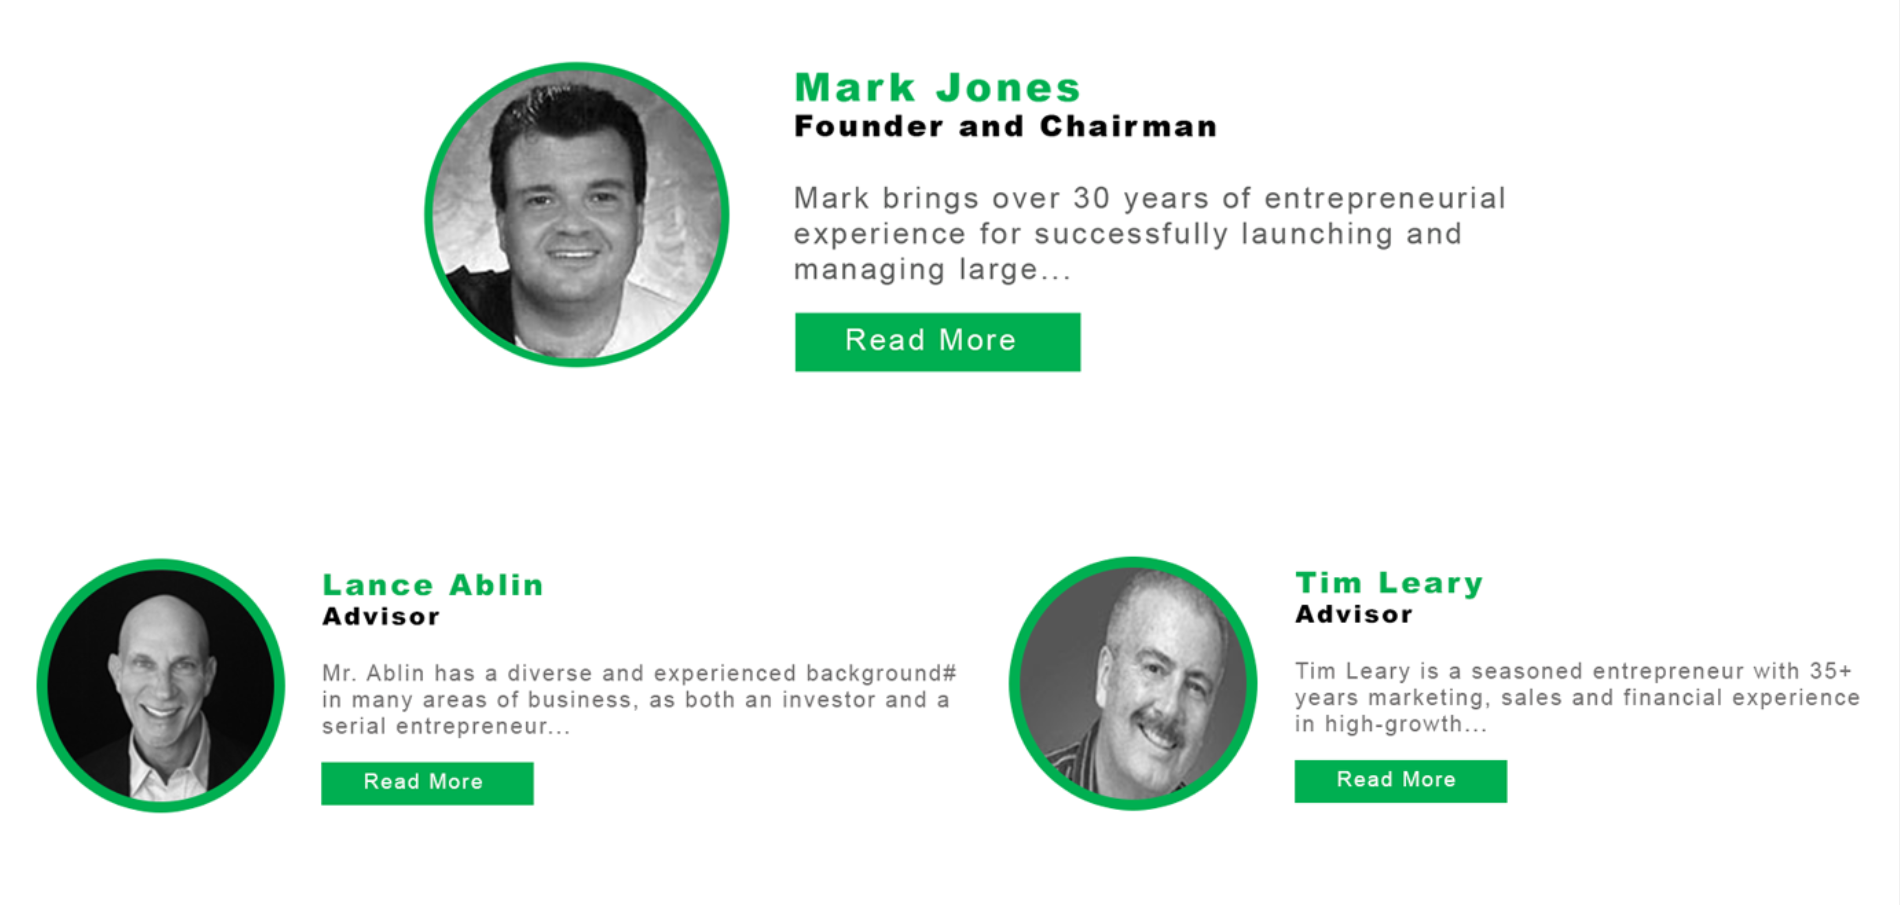 Mark Jones
Founder and Chairman
Mark brings over 30 years of entrepreneurial
experience for successfully launching and
managing large...
Read More
Lance Ablin
Advisor
Mr. Ablin has a diverse and experienced background#
in many areas of business, as both an investor and a
serial entrepreneur...
Read More
Tim Leary
Advisor
Tim Leary is a seasoned entrepreneur with 35+
years marketing, sales and financial experience
in high-growth...
Read More